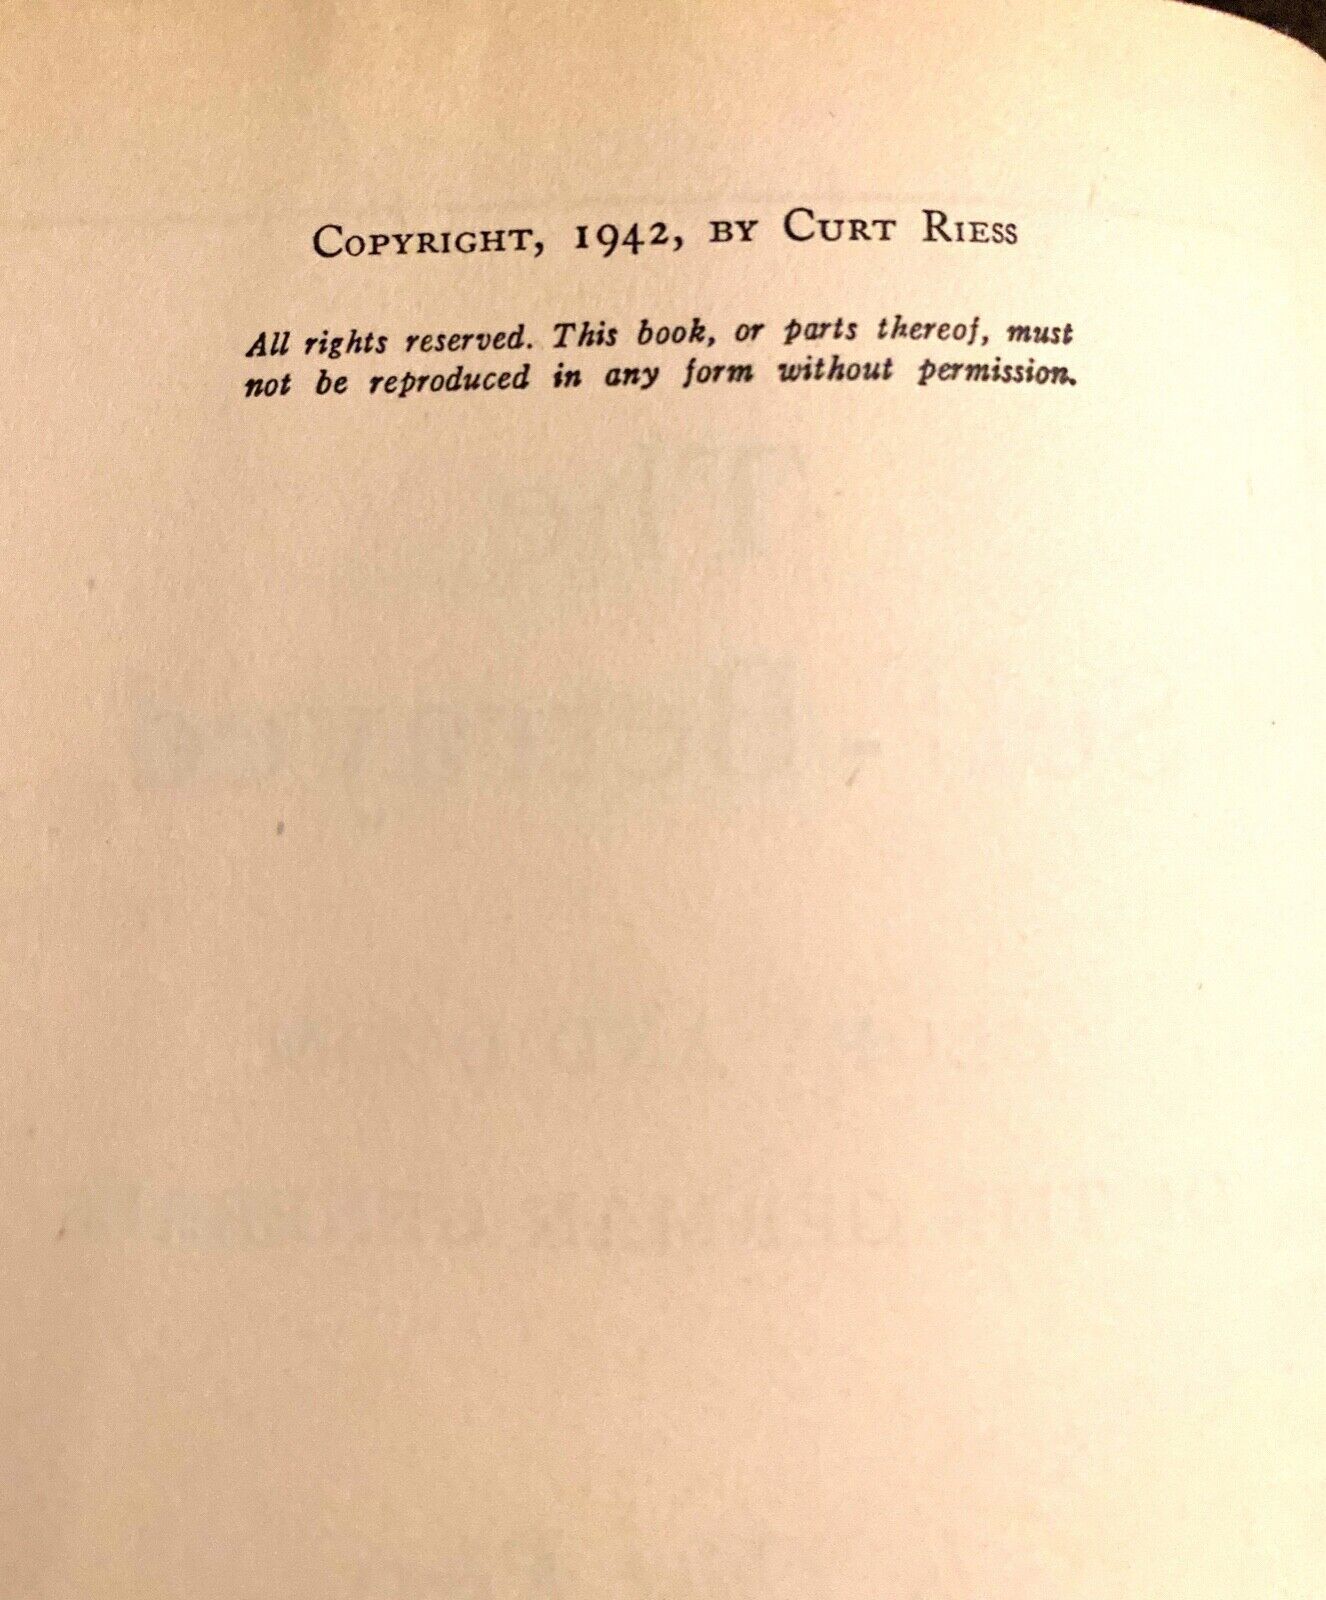 COPYRIGHT, 1942, BY CURT RIESS
All rights reserved. This book, or parts thereof, must
not be reproduced in any form without permission.